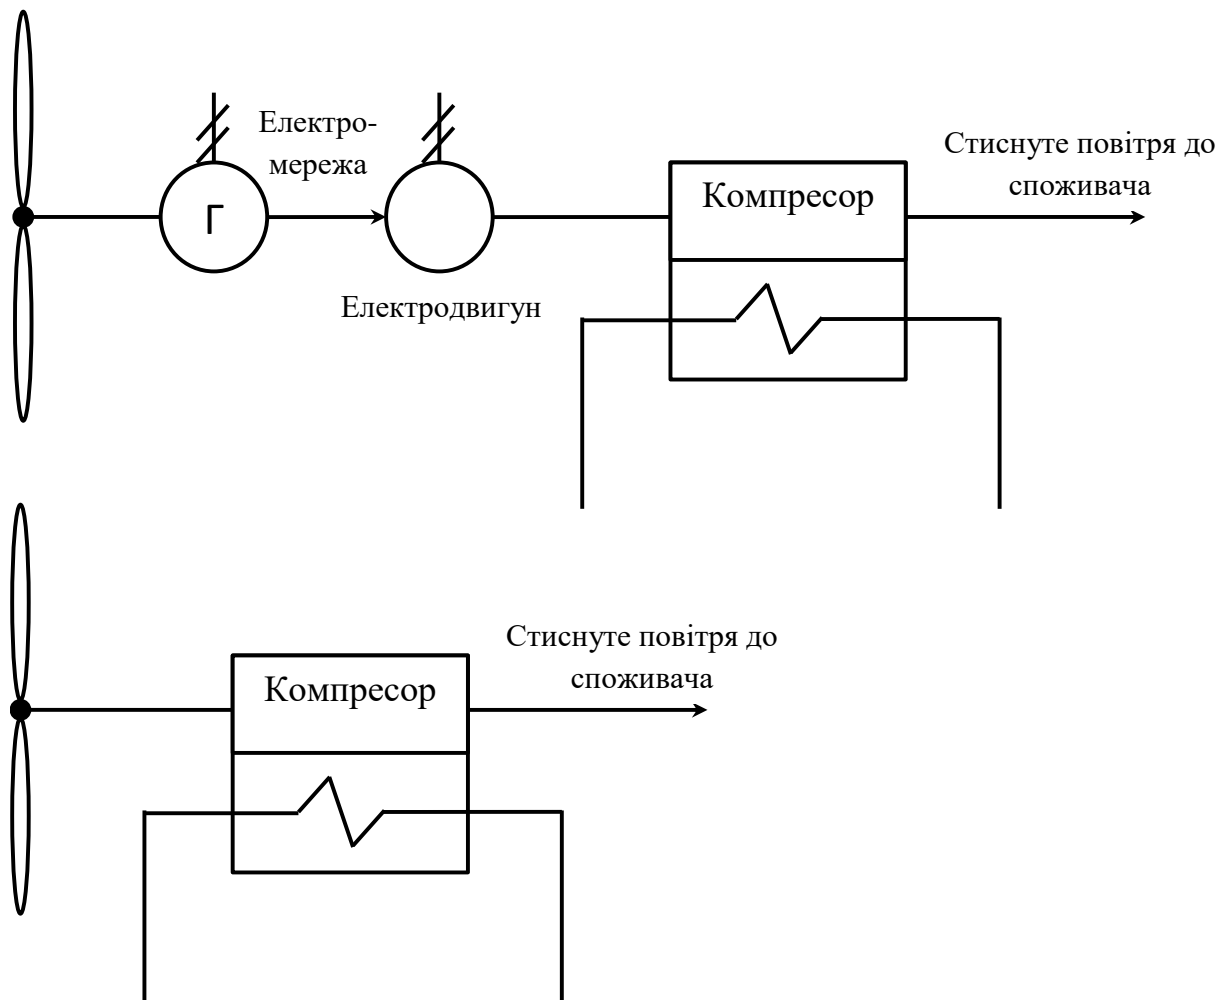 Електро-
мережа
Г
Електродвигун
Компресор
Стиснуте повітря до
споживача
Компресор
Стиснуте повітря до
споживача